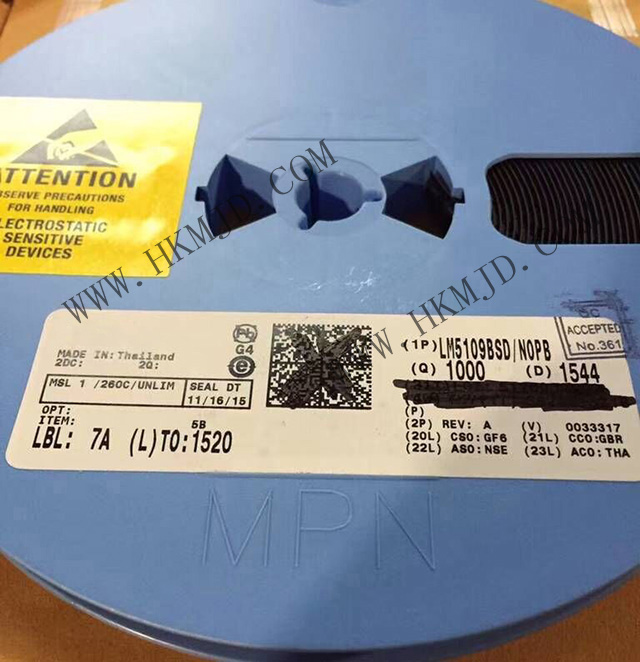 ATTENTION
OBSERVE PRECAUTIONS
FOR HANDLING
ELECTROSTATIC
SENSITIVE
DEVICES
WWW.HKMJD.COM
WWW.HKMJD.C
MADE IN:Thailand
2DC: 2Q:
Pb
G4
e
MSL 1 /260C/UNLIM
SEAL DT
11/16/15
OPT:
ITEM:
5B
LBL: 7A (L)TO:1520
(1P)LM5109BSD/NOPB
(Q) 1000 (D) 1544
(P)
(2P) REV: A (V) 0033317
(20L) CSO:GF6 (21L) CCO:GBR
(22L) ASO:NSE (23L) ACO:THA
QC
ACCEPTED
No.361
MPN